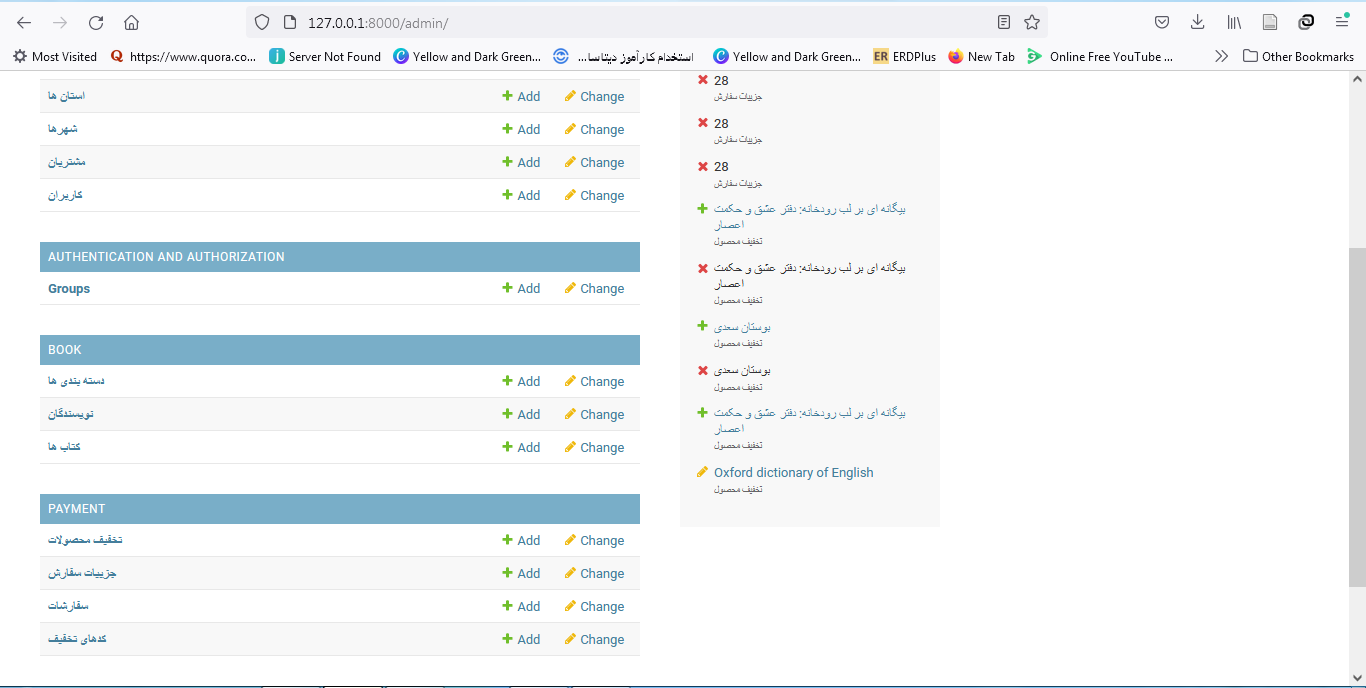 127.0.0.1:8000/admin/
Most Visited
https://www.quora.co...
Server Not Found
Yellow and Dark Green...
استخدام کارآموز دیتاسا...
Yellow and Dark Green...
ERDPlus
New Tab
Online Free YouTube ...
Other Bookmarks
استان ها Add Change
شهرها Add Change
مشتریان Add Change
کاربران Add Change
AUTHENTICATION AND AUTHORIZATION
Groups Add Change
BOOK
دسته بندی ها Add Change
نویسندگان Add Change
کتاب ها Add Change
PAYMENT
تخفیف محصولات Add Change
جزییات سفارش Add Change
سفارشات Add Change
کدهای تخفیف Add Change
28
جزییات سفارش
28
جزییات سفارش
28
جزییات سفارش
بیگانه ای بر لب رودخانه: دفتر عشق و حکمت
اعصار
تخفیف محصول
بیگانه ای بر لب رودخانه: دفتر عشق و حکمت
اعصار
تخفیف محصول
بوستان سعدی
تخفیف محصول
بوستان سعدی
تخفیف محصول
بیگانه ای بر لب رودخانه: دفتر عشق و حکمت
اعصار
تخفیف محصول
Oxford dictionary of English
تخفیف محصول